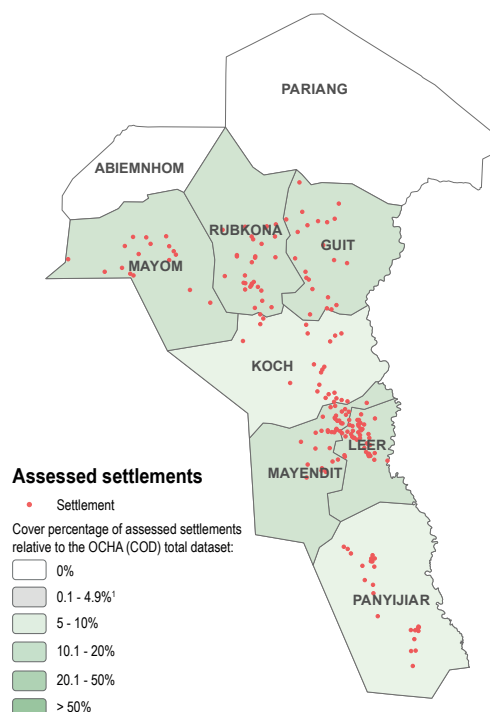 PARIANG
ABIEMNHOM
RUBKONA
GUIT
MAYOM
KOCH
LEER
MAYENDIT
PANYIJIAR
Assessed settlements
Settlement
Cover percentage of assessed settlements
relative to the OCHA (COD) total dataset:
0%
0.1 - 4.9%¹
5 - 10%
10.1 - 20%
20.1 - 50%
> 50%